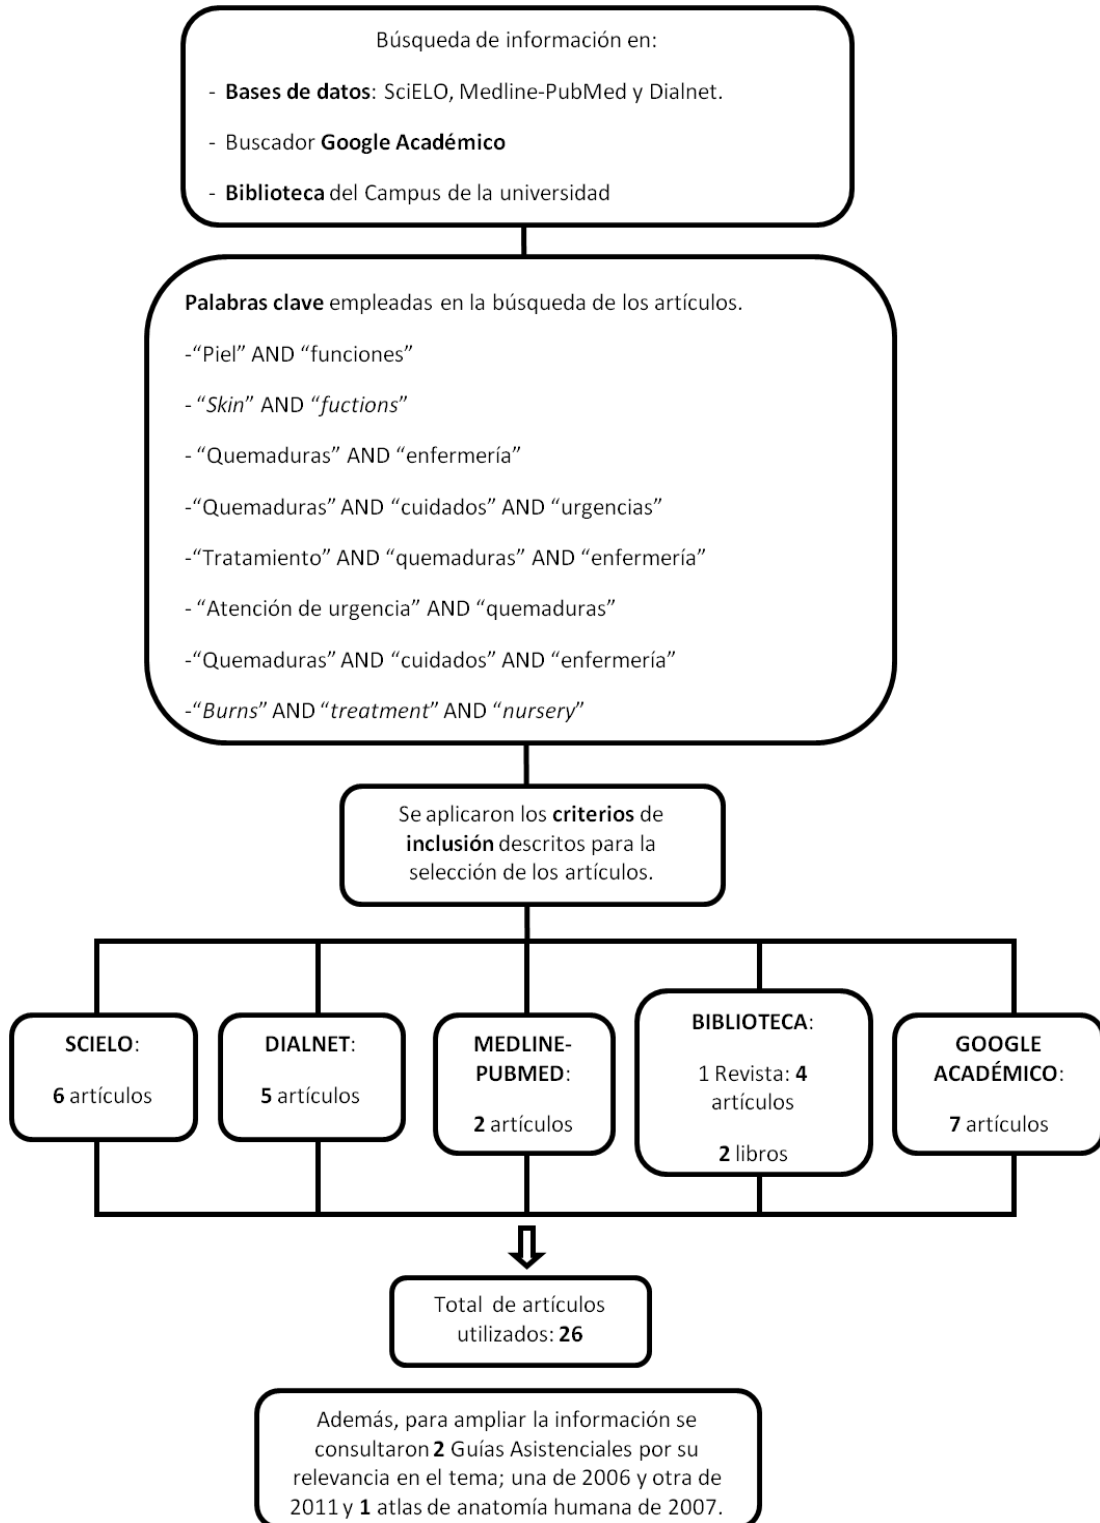 Búsqueda de información en:
- Bases de datos: SciELO, Medline-PubMed y Dialnet.
- Buscador Google Académico
- Biblioteca del Campus de la universidad
Palabras clave empleadas en la búsqueda de los artículos.
-“Piel” AND “funciones”
- “Skin” AND “fuctions”
- “Quemaduras” AND “enfermería”
-“Quemaduras” AND “cuidados” AND “urgencias”
-“Tratamiento” AND “quemaduras” AND “enfermería”
- “Atención de urgencia” AND “quemaduras”
-“Quemaduras” AND “cuidados” AND “enfermería”
-“Burns” AND “treatment” AND “nursery”
Se aplicaron los criterios de
inclusión descritos para la
selección de los artículos.
SCIELO:
6 artículos
DIALNET:
5 artículos
MEDLINE-
PUBMED:
2 artículos
BIBLIOTECA:
1 Revista: 4
artículos
2 libros
GOOGLE
ACADÉMICO:
7 artículos
Total de artículos
utilizados: 26
Además, para ampliar la información se
consultaron 2 Guías Asistenciales por su
relevancia en el tema; una de 2006 y otra de
2011 y 1 atlas de anatomía humana de 2007.